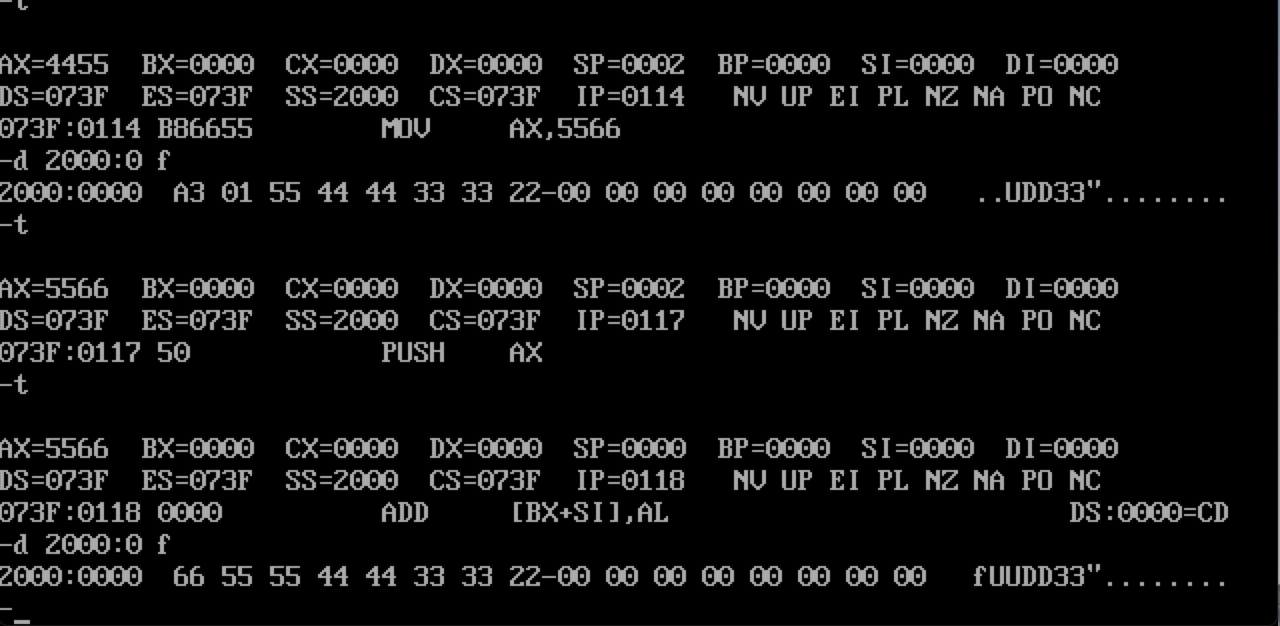 -t
AX=4455 BX=0000 CX=0000 DX=0000 SP=0002 BP=0000 SI=0000 DI=0000
DS=073F ES=073F SS=2000 CS=073F IP=0114 NV UP EI PL NZ NA PO NC
073F:0114 B86655 MOV AX,5566
-d 2000:0 f
2000:0000 A3 01 55 44 44 33 33 22-00 00 00 00 00 00 00 00 ..UDD33"........
-t
AX=5566 BX=0000 CX=0000 DX=0000 SP=0002 BP=0000 SI=0000 DI=0000
DS=073F ES=073F SS=2000 CS=073F IP=0117 NV UP EI PL NZ NA PO NC
073F:0117 50 PUSH AX
-t
AX=5566 BX=0000 CX=0000 DX=0000 SP=0000 BP=0000 SI=0000 DI=0000
DS=073F ES=073F SS=2000 CS=073F IP=0118 NV UP EI PL NZ NA PO NC
073F:0118 0000 ADD [BX+SI],AL DS:0000=CD
-d 2000:0 f
2000:0000 66 55 55 44 44 33 33 22-00 00 00 00 00 00 00 00 fUUDD33"........
-_